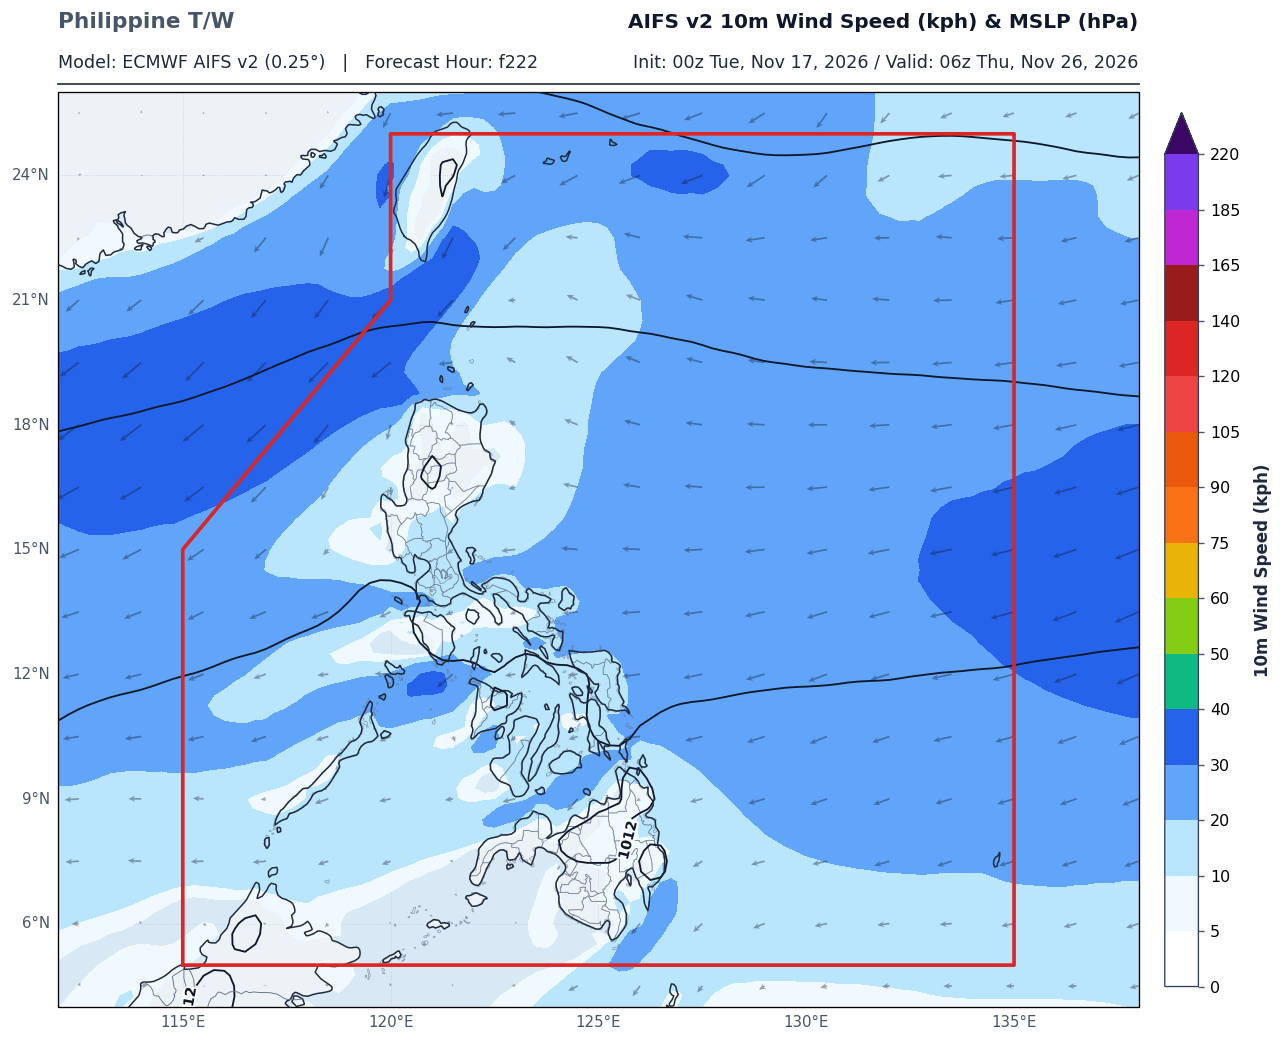 Philippine T/W
AIFS v2 10m Wind Speed (kph) & MSLP (hPa)
Model: ECMWF AIFS v2 (0.25°) | Forecast Hour: f222
Init: 00z Tue, Nov 17, 2026 / Valid: 06z Thu, Nov 26, 2026
24°N
21°N
18°N
15°N
12°N
9°N
6°N
115°E
120°E
125°E
130°E
135°E
1012
12
220
185
165
140
120
105
90
75
60
50
40
30
20
10
5
0
10m Wind Speed (kph)